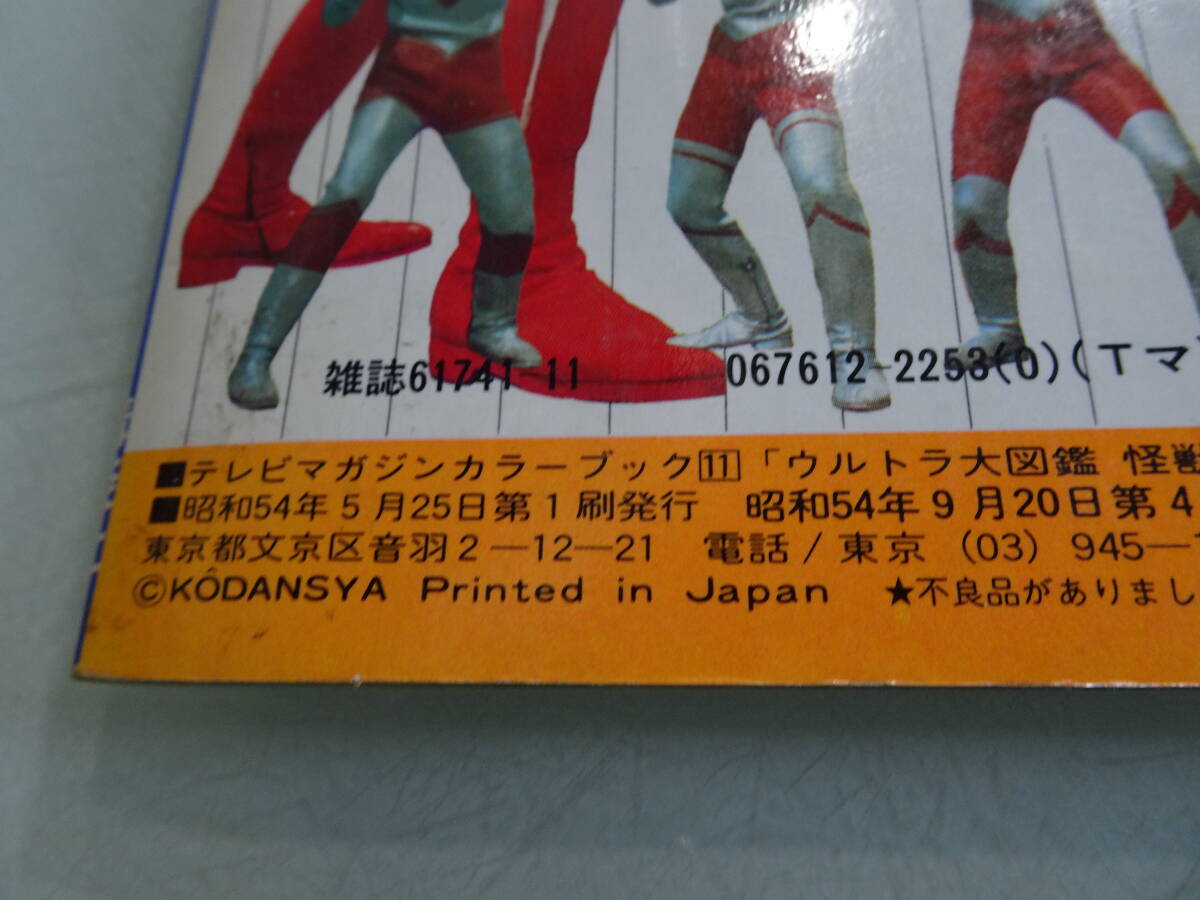 雑誌61741-11 067612-2253(0)(Tマ
■テレビマガジンカラーブック11「ウルトラ大図鑑 怪獣
■昭和54年5月25日第1刷発行 昭和54年9月20日第4
東京都文京区音羽2―12―21 電話/東京 (03) 945―
©KÔDANSYA Printed in Japan ★不良品がありまし